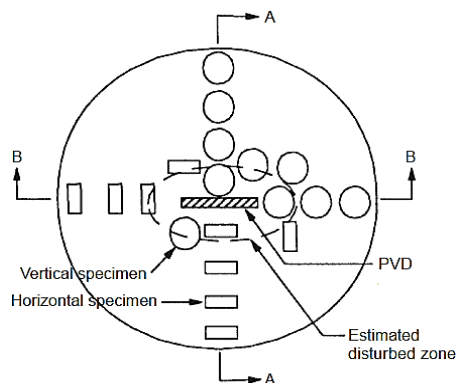 A
B
B
PVD
Vertical specimen
Horizontal specimen
Estimated
disturbed zone
A